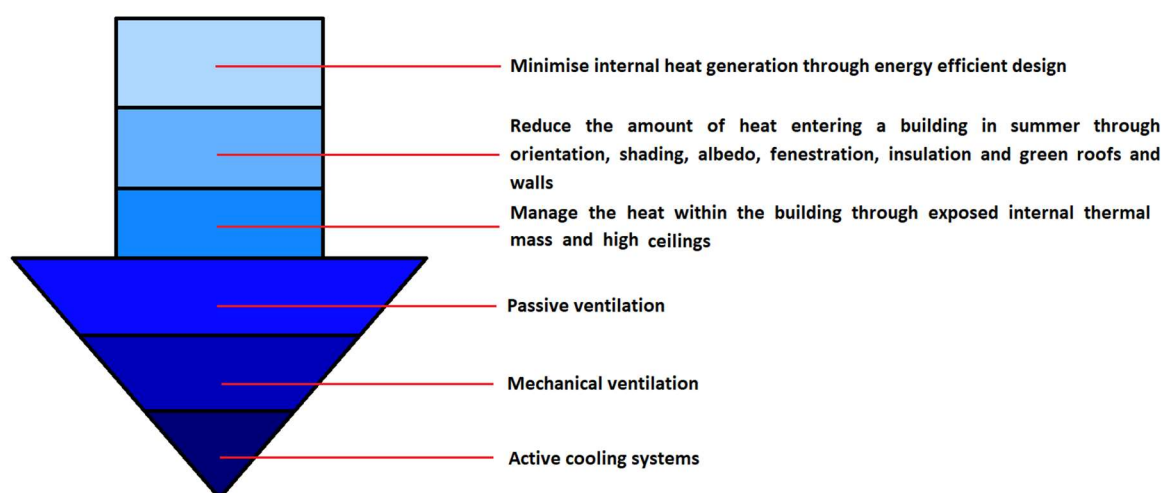 Minimise internal heat generation through energy efficient design
Reduce the amount of heat entering a building in summer through
orientation, shading, albedo, fenestration, insulation and green roofs and
walls
Manage the heat within the building through exposed internal thermal
mass and high ceilings
Passive ventilation
Mechanical ventilation
Active cooling systems